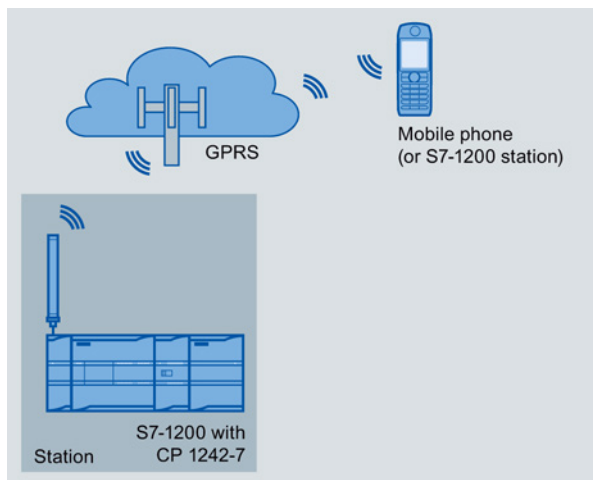 GPRS
Mobile phone
(or S7-1200 station)
S7-1200 with
Station CP 1242-7